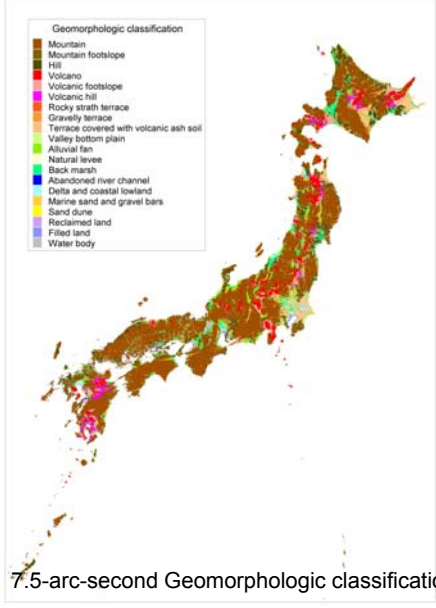 Geomorphologic classification
Mountain
Mountain footslope
Hill
Volcano
Volcanic footslope
Volcanic hill
Rocky strath terrace
Gravelly terrace
Terrace covered with volcanic ash soil
Valley bottom plain
Alluvial fan
Natural levee
Back marsh
Abandoned river channel
Delta and coastal lowland
Marine sand and gravel bars
Sand dune
Reclaimed land
Filled land
Water body
7.5-arc-second Geomorphologic classificatio